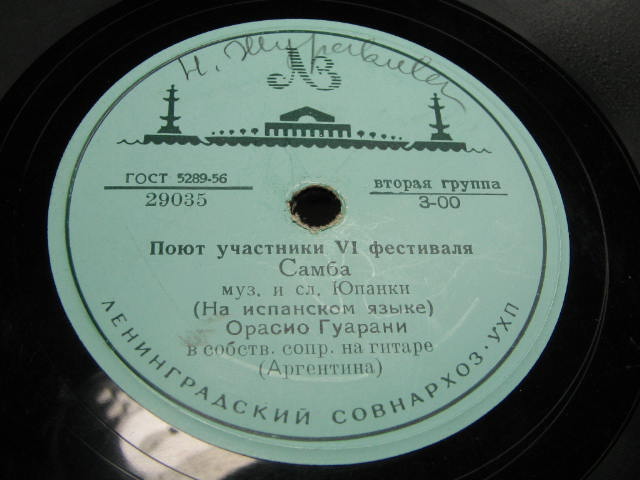 ГОСТ 5289-56
29035
вторая группа
3-00
Поют участники VI фестиваля
Самба
муз. и сл. Юпанки
(На испанском языке)
Орасио Гуарани
в собств. сопр. на гитаре
(Аргентина)
ЛЕНИНГРАДСКИЙ СОВНАРХОЗ·УХП